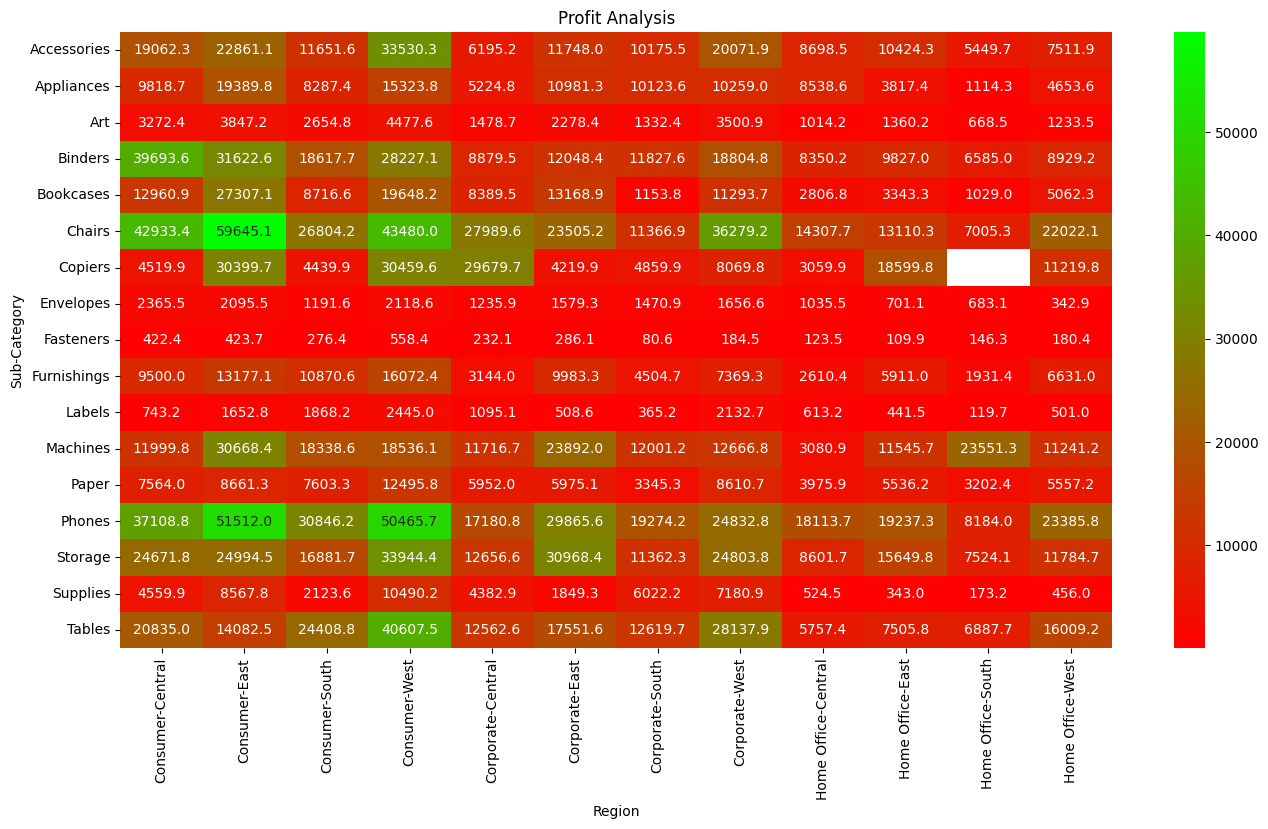 Profit Analysis
Accessories 19062.3 22861.1 11651.6 33530.3 6195.2 11748.0 10175.5 20071.9 8698.5 10424.3 5449.7 7511.9
Appliances 9818.7 19389.8 8287.4 15323.8 5224.8 10981.3 10123.6 10259.0 8538.6 3817.4 1114.3 4653.6
Art 3272.4 3847.2 2654.8 4477.6 1478.7 2278.4 1332.4 3500.9 1014.2 1360.2 668.5 1233.5
50000
Binders 39693.6 31622.6 18617.7 28227.1 8879.5 12048.4 11827.6 18804.8 8350.2 9827.0 6585.0 8929.2
Bookcases 12960.9 27307.1 8716.6 19648.2 8389.5 13168.9 1153.8 11293.7 2806.8 3343.3 1029.0 5062.3
Chairs 42933.4 59645.1 26804.2 43480.0 27989.6 23505.2 11366.9 36279.2 14307.7 13110.3 7005.3 22022.1
40000
Copiers 4519.9 30399.7 4439.9 30459.6 29679.7 4219.9 4859.9 8069.8 3059.9 18599.8 11219.8
Envelopes 2365.5 2095.5 1191.6 2118.6 1235.9 1579.3 1470.9 1656.6 1035.5 701.1 683.1 342.9
Sub-Category
Fasteners 422.4 423.7 276.4 558.4 232.1 286.1 80.6 184.5 123.5 109.9 146.3 180.4
30000
Furnishings 9500.0 13177.1 10870.6 16072.4 3144.0 9983.3 4504.7 7369.3 2610.4 5911.0 1931.4 6631.0
Labels 743.2 1652.8 1868.2 2445.0 1095.1 508.6 365.2 2132.7 613.2 441.5 119.7 501.0
20000
Machines 11999.8 30668.4 18338.6 18536.1 11716.7 23892.0 12001.2 12666.8 3080.9 11545.7 23551.3 11241.2
Paper 7564.0 8661.3 7603.3 12495.8 5952.0 5975.1 3345.3 8610.7 3975.9 5536.2 3202.4 5557.2
Phones 37108.8 51512.0 30846.2 50465.7 17180.8 29865.6 19274.2 24832.8 18113.7 19237.3 8184.0 23385.8
10000
Storage 24671.8 24994.5 16881.7 33944.4 12656.6 30968.4 11362.3 24803.8 8601.7 15649.8 7524.1 11784.7
Supplies 4559.9 8567.8 2123.6 10490.2 4382.9 1849.3 6022.2 7180.9 524.5 343.0 173.2 456.0
Tables 20835.0 14082.5 24408.8 40607.5 12562.6 17551.6 12619.7 28137.9 5757.4 7505.8 6887.7 16009.2
Consumer-Central
Consumer-East
Consumer-South
Consumer-West
Corporate-Central
Corporate-East
Corporate-South
Corporate-West
Home Office-Central
Home Office-East
Home Office-South
Home Office-West
Region